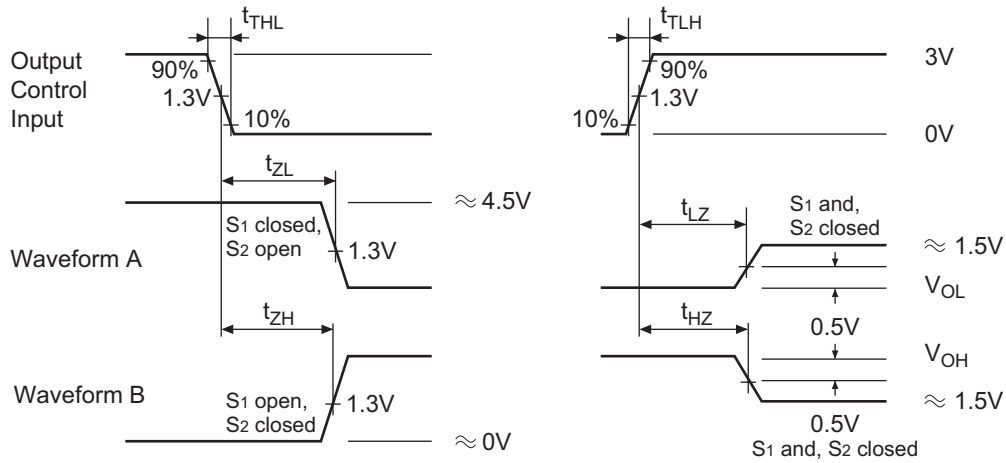 tTHL
tTLH
Output
Control
Input
90%
1.3V
10%
90%
1.3V
10%
3V
0V
tZL
≈ 4.5V
S1 closed,
S2 open
1.3V
Waveform A
tLZ
S1 and,
S2 closed
≈ 1.5V
VOL
0.5V
tZH
tHZ
VOH
Waveform B
S1 open,
S2 closed
1.3V
≈ 0V
≈ 1.5V
0.5V
S1 and, S2 closed